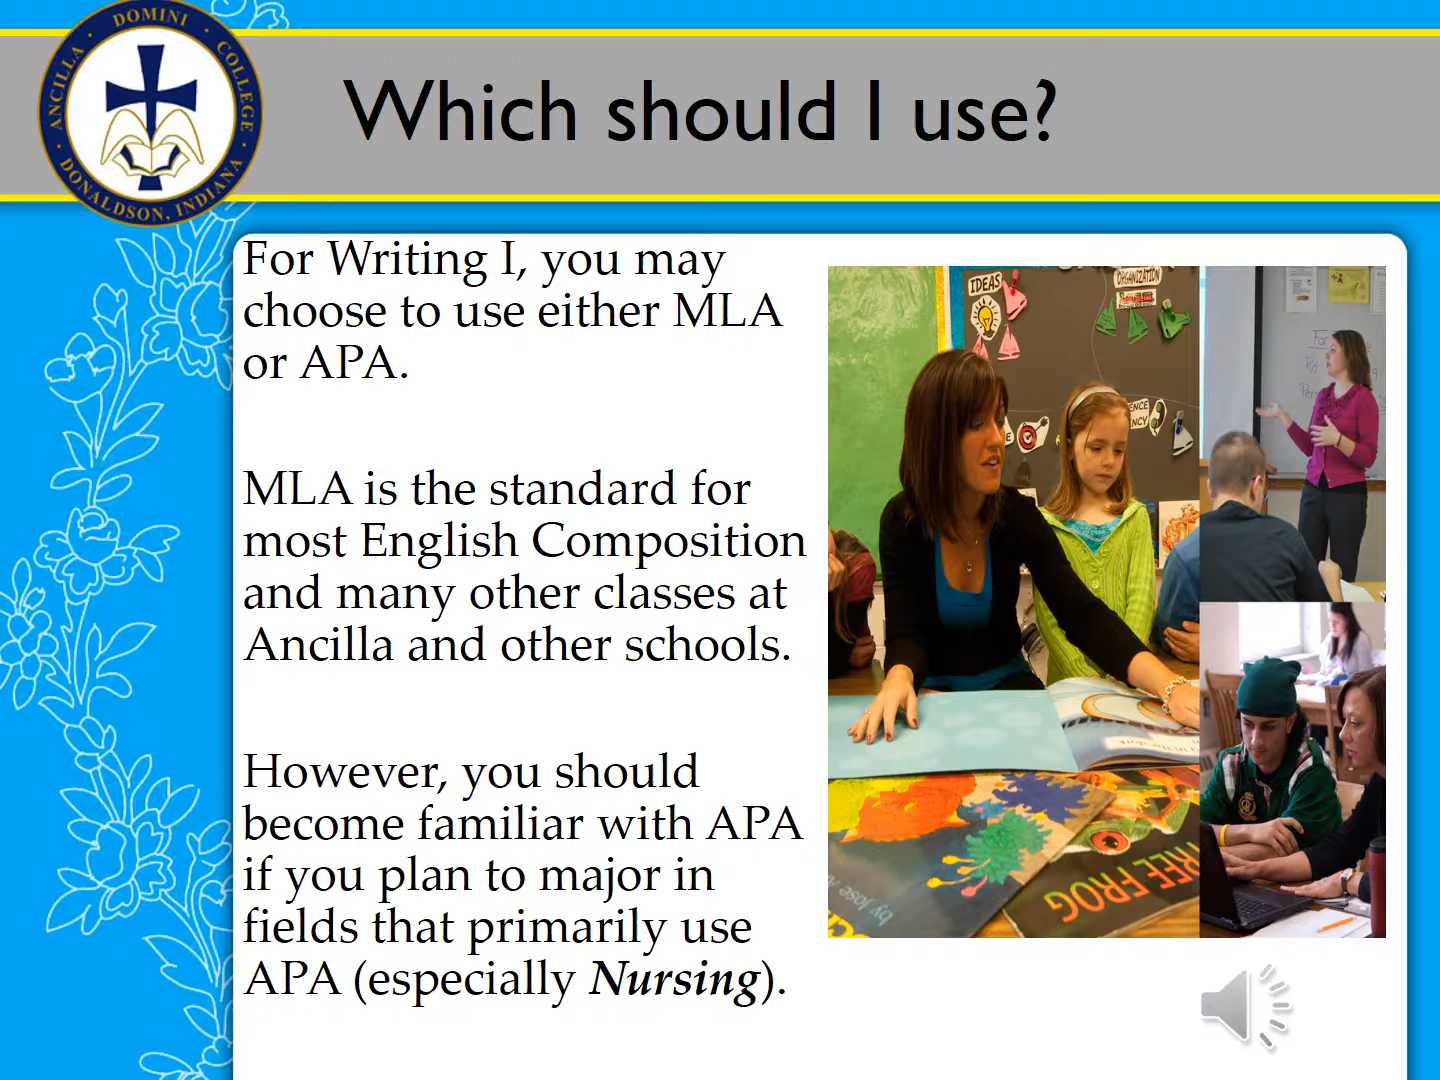 DOMINI
ANCILLA
COLLEGE
DONALDSON, INDIANA
Which should I use?
For Writing I, you may
choose to use either MLA
or APA.
MLA is the standard for
most English Composition
and many other classes at
Ancilla and other schools.
However, you should
become familiar with APA
if you plan to major in
fields that primarily use
APA (especially Nursing).
IDEAS
ORGANIZATION
FROG
by Jose